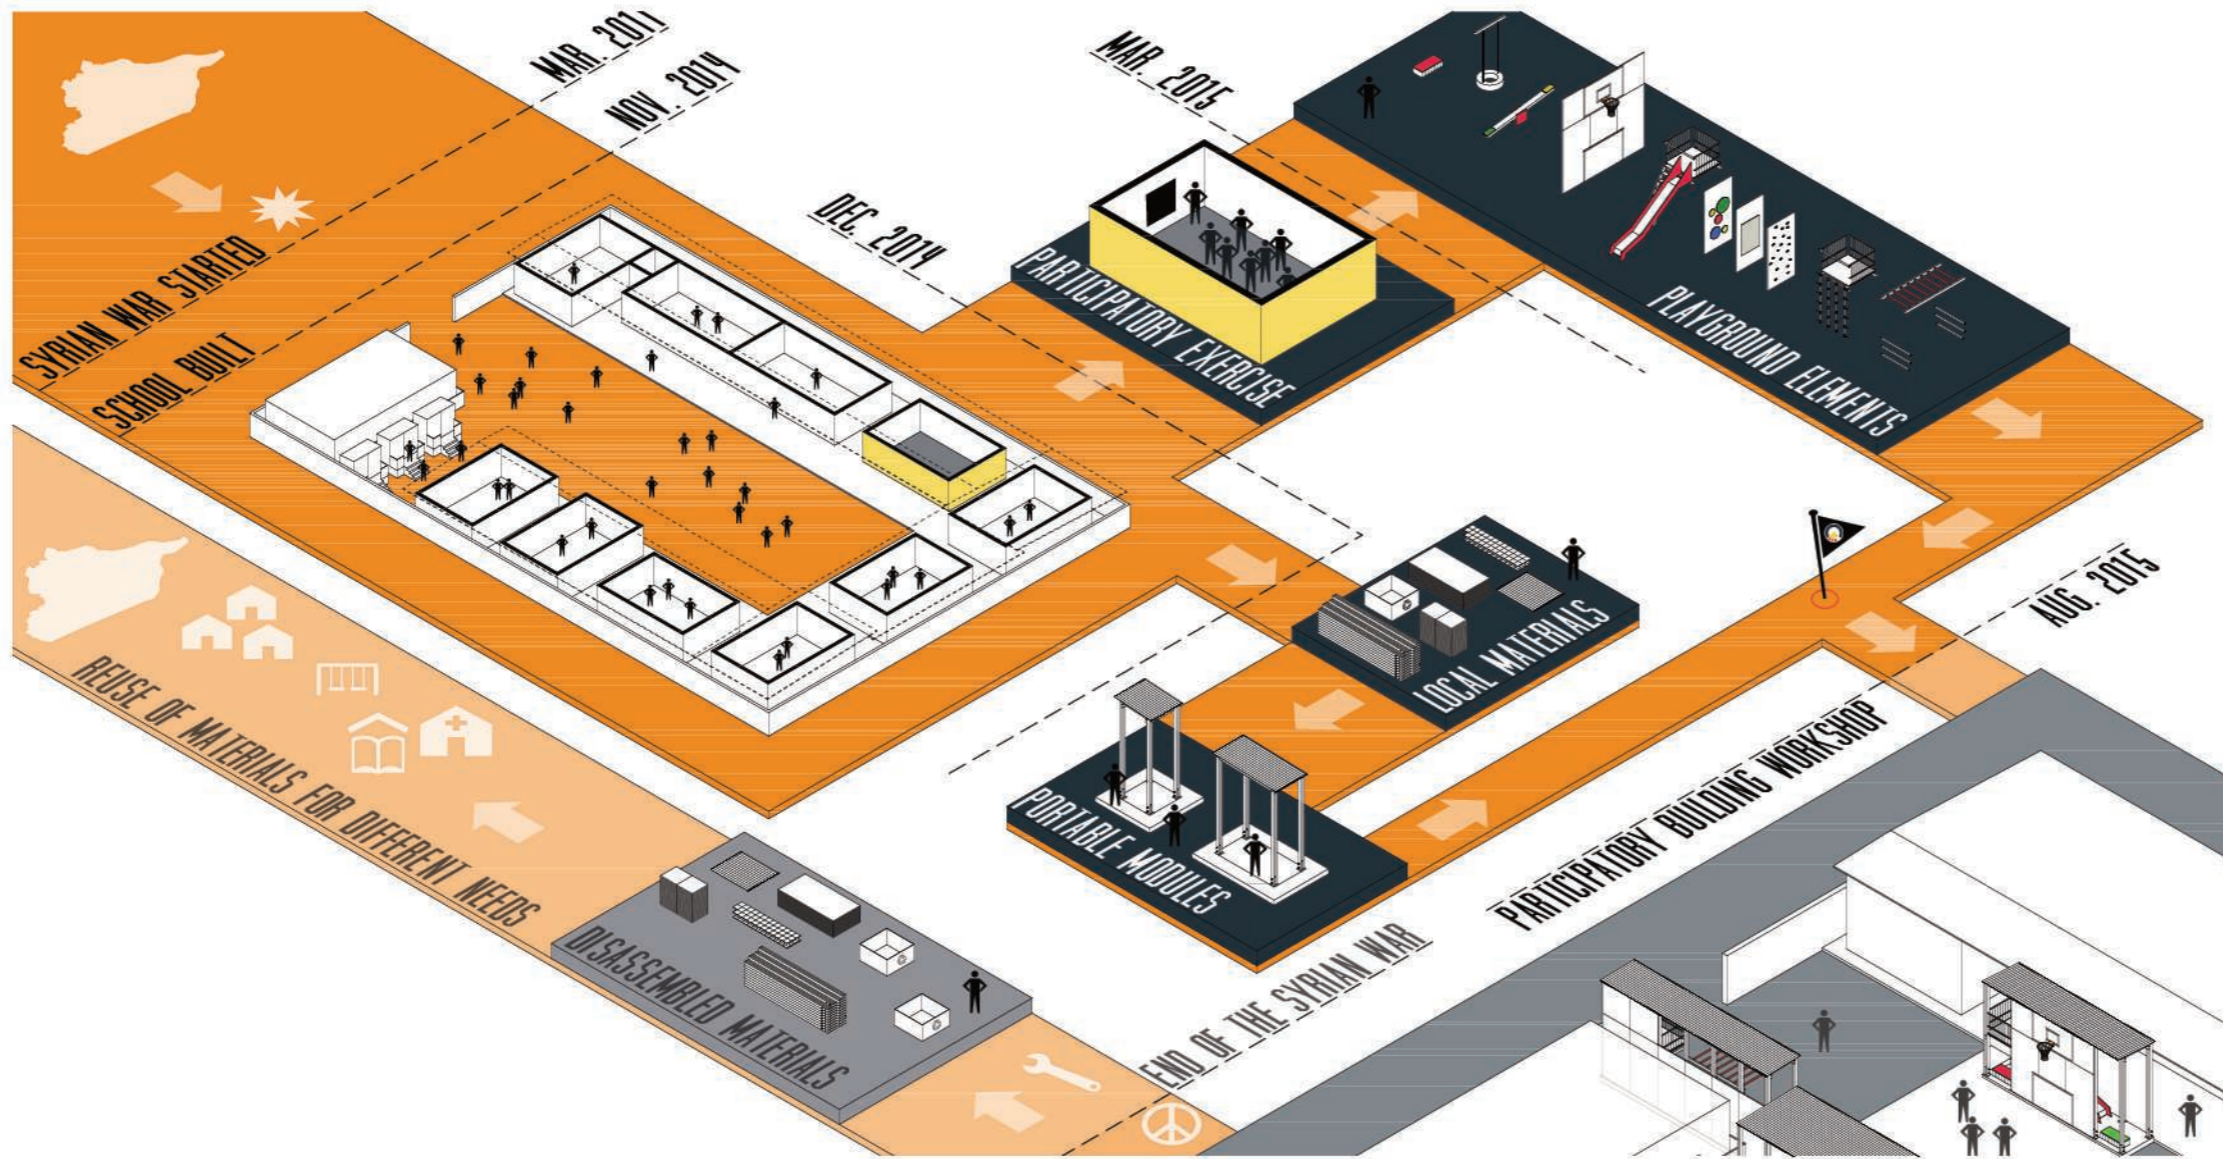 MAR. 2011
NOV. 2014
DEC. 2014
MAR. 2015
SYRIAN WAR STARTED
SCHOOL BUILT
PARTICIPATORY EXERCISE
PLAYGROUND ELEMENTS
LOCAL MATERIALS
PORTABLE MODULES
AUG. 2015
PARTICIPATORY BUILDING WORKSHOP
END OF THE SYRIAN WAR
DISASSEMBLED MATERIALS
REUSE OF MATERIALS FOR DIFFERENT NEEDS